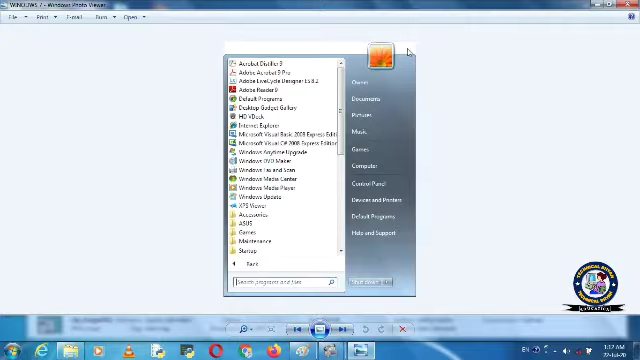 WINDOWS 7 - Windows Photo Viewer
File Print E-mail Burn Open
Acrobat Distiller 9
Adobe Acrobat 9 Pro
Adobe LiveCycle Designer ES 8.2
Adobe Reader 9
Default Programs
Desktop Gadget Gallery
HD VDeck
Internet Explorer
Microsoft Visual Basic 2008 Express Editi
Microsoft Visual C# 2008 Express Edition
Windows Anytime Upgrade
Windows DVD Maker
Windows Fax and Scan
Windows Media Center
Windows Media Player
Windows Update
XPS Viewer
Accessories
ASUS
Games
Maintenance
Startup
Back
Search programs and files
Owner
Documents
Pictures
Music
Games
Computer
Control Panel
Devices and Printers
Default Programs
Help and Support
Shut down
TECHNICAL
EDUCATION
EN
1:12 AM
22-Jul-20